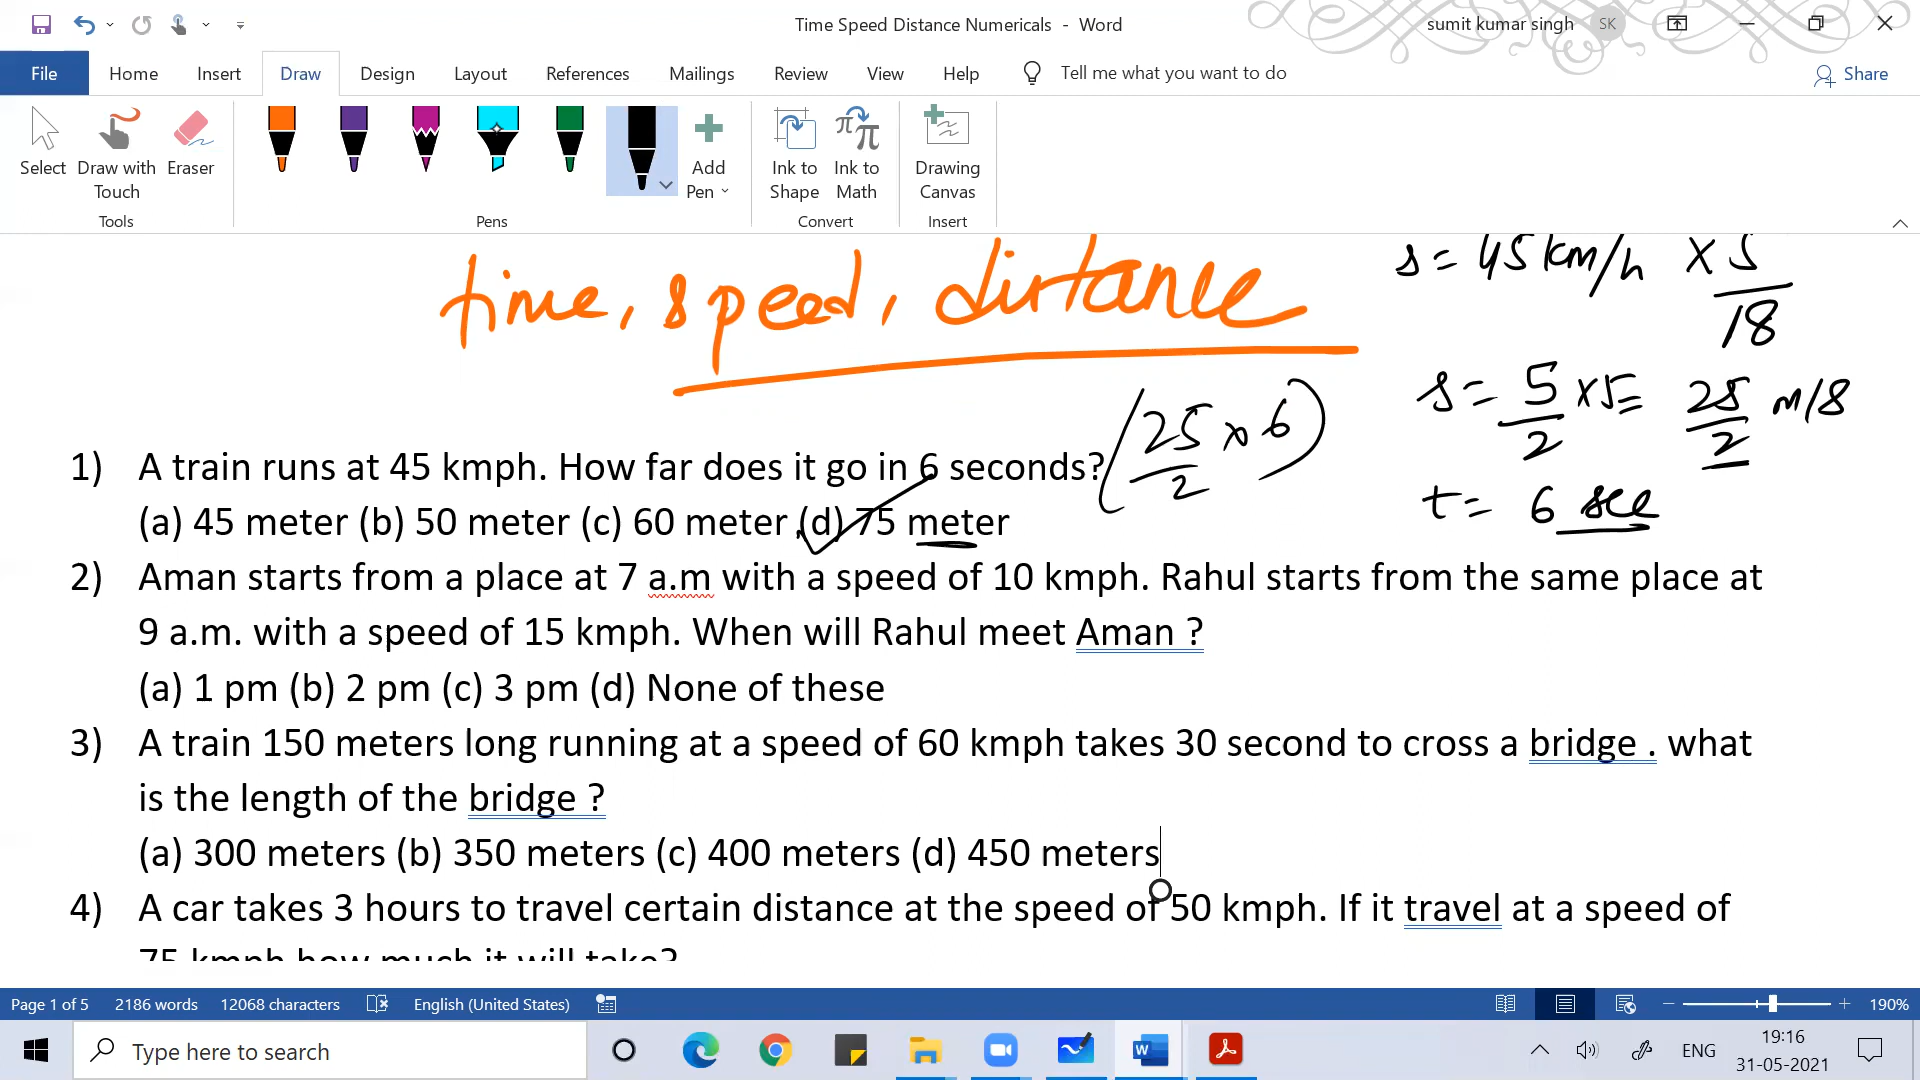 Time Speed Distance Numericals - Word
sumit kumar singh SK
File Home Insert Draw Design Layout References Mailings Review View Help Tell me what you want to do Share
Select Draw with Touch Eraser Add Pen Ink to Shape Ink to Math Drawing Canvas
Tools Pens Convert Insert
s = 45 km/h × 5/18
time, speed, distance
s = 5/2 × 5 = 25/2 m/s
(25/2 × 6)
t = 6 sec
1) A train runs at 45 kmph. How far does it go in 6 seconds?
(a) 45 meter (b) 50 meter (c) 60 meter (d) 75 meter
2) Aman starts from a place at 7 a.m with a speed of 10 kmph. Rahul starts from the same place at
9 a.m. with a speed of 15 kmph. When will Rahul meet Aman ?
(a) 1 pm (b) 2 pm (c) 3 pm (d) None of these
3) A train 150 meters long running at a speed of 60 kmph takes 30 second to cross a bridge . what
is the length of the bridge ?
(a) 300 meters (b) 350 meters (c) 400 meters (d) 450 meters
4) A car takes 3 hours to travel certain distance at the speed of 50 kmph. If it travel at a speed of
75 kmph how much it will take?
Page 1 of 5 2186 words 12068 characters English (United States) 190%
Type here to search
ENG
19:16
31-05-2021